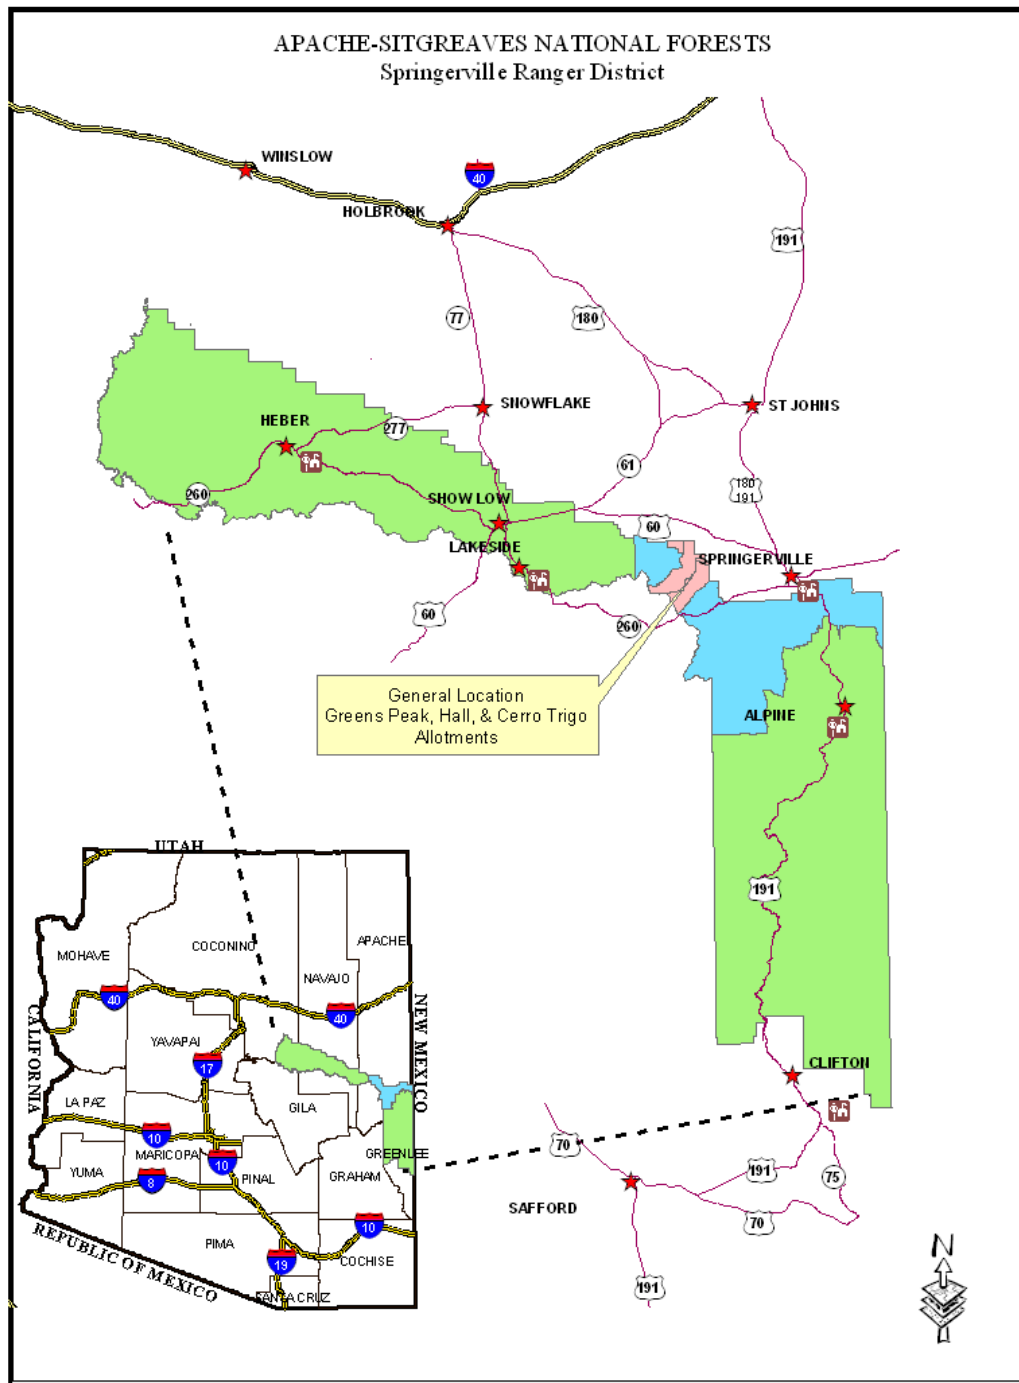 APACHE-SITGREAVES NATIONAL FORESTS
Springerville Ranger District
WINSLOW
40
HOLBROOK
191
77
180
SNOWFLAKE
ST JOHNS
HEBER
277
61
180
191
260
SHOW LOW
60
LAKESIDE
SPRINGERVILLE
60
260
General Location
Greens Peak, Hall, & Cerro Trigo
Allotments
ALPINE
191
CLIFTON
70
191
75
SAFFORD
70
191
N
UTAH
COCONINO
APACHE
MOHAVE
NAVAJO
40
40
CALIFORNIA
NEW MEXICO
YAVAPAI
17
LA PAZ
GILA
10
MARICOPA
GREENLEE
YUMA
10
PINAL
GRAHAM
8
10
PIMA
19
COCHISE
SANTA CRUZ
REPUBLIC OF MEXICO